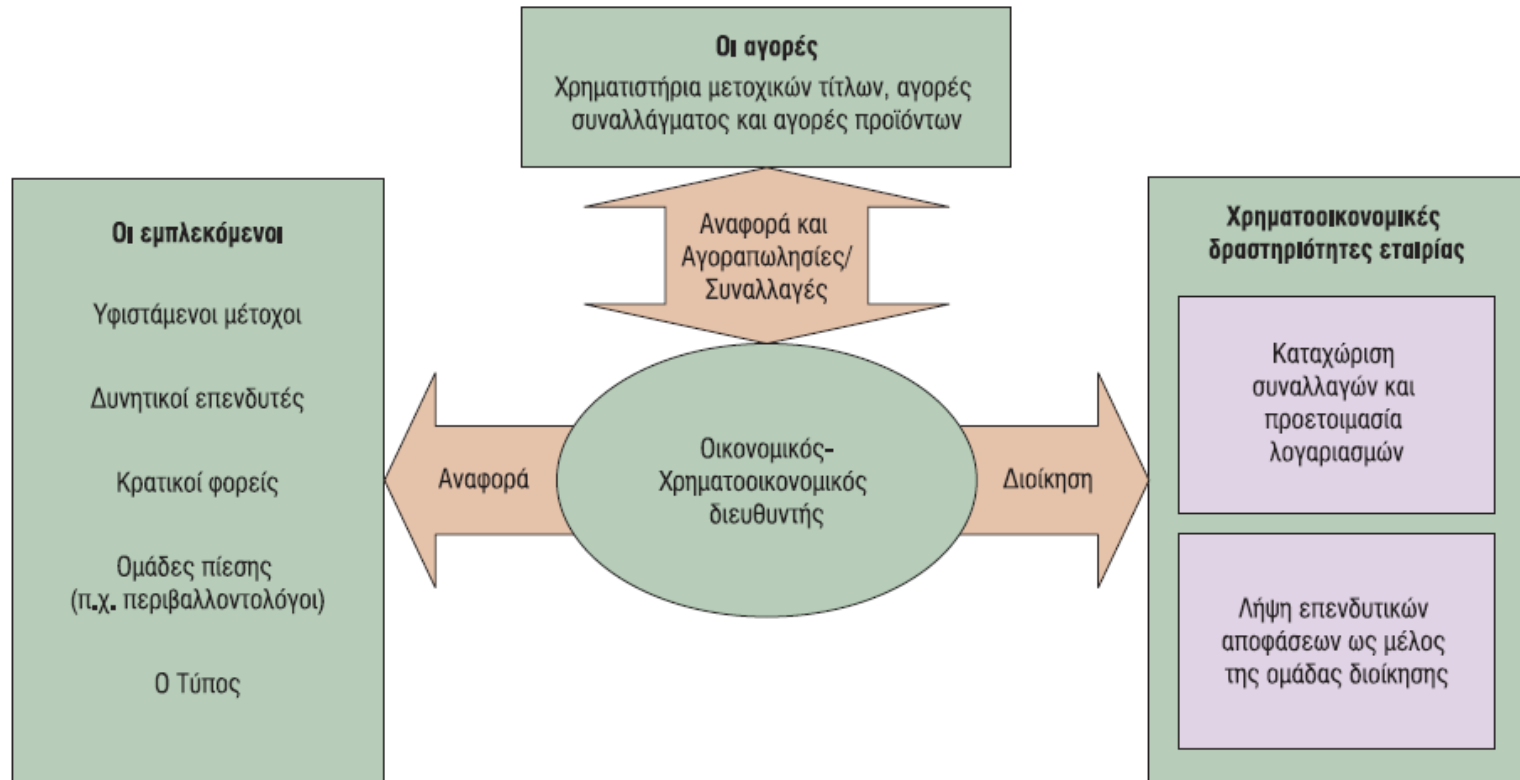 Οι αγορές
Χρηματιστήρια μετοχικών τίτλων, αγορές
συναλλάγματος και αγορές προϊόντων
Οι εμπλεκόμενοι
Υφιστάμενοι μέτοχοι
Δυνητικοί επενδυτές
Κρατικοί φορείς
Ομάδες πίεσης
(π.χ. περιβαλλοντολόγοι)
Ο Τύπος
Αναφορά και
Αγοραπωλησίες/
Συναλλαγές
Αναφορά
Οικονομικός-
Χρηματοοικονομικός
διευθυντής
Διοίκηση
Χρηματοοικονομικές
δραστηριότητες εταιρίας
Καταχώριση
συναλλαγών και
προετοιμασία
λογαριασμών
Λήψη επενδυτικών
αποφάσεων ως μέλος
της ομάδας διοίκησης